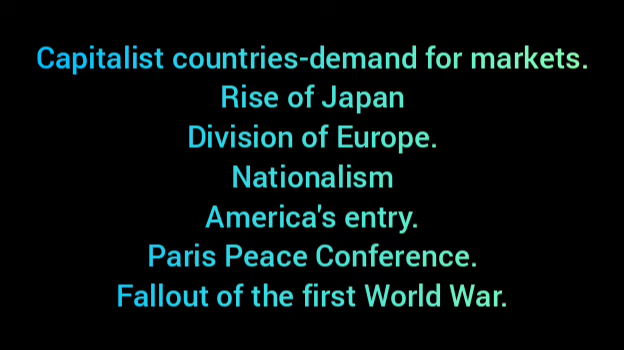 Capitalist countries-demand for markets.
Rise of Japan
Division of Europe.
Nationalism
America's entry.
Paris Peace Conference.
Fallout of the first World War.